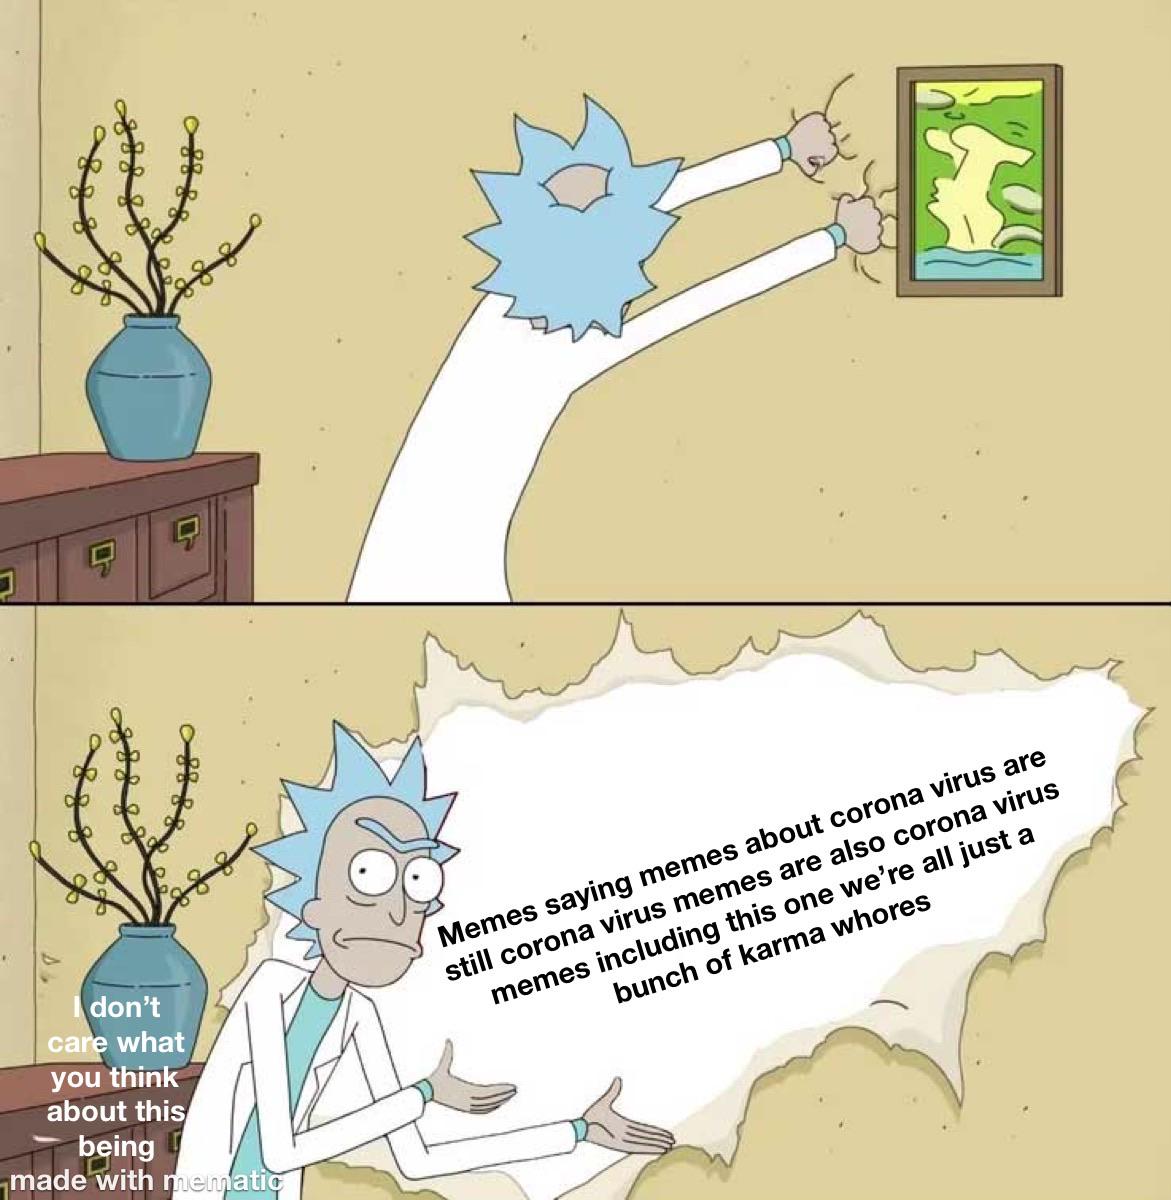 Memes saying memes about corona virus are
still corona virus memes are also corona virus
memes including this one we're all just a
bunch of karma whores
I don't
care what
you think
about this
being
made with mematic